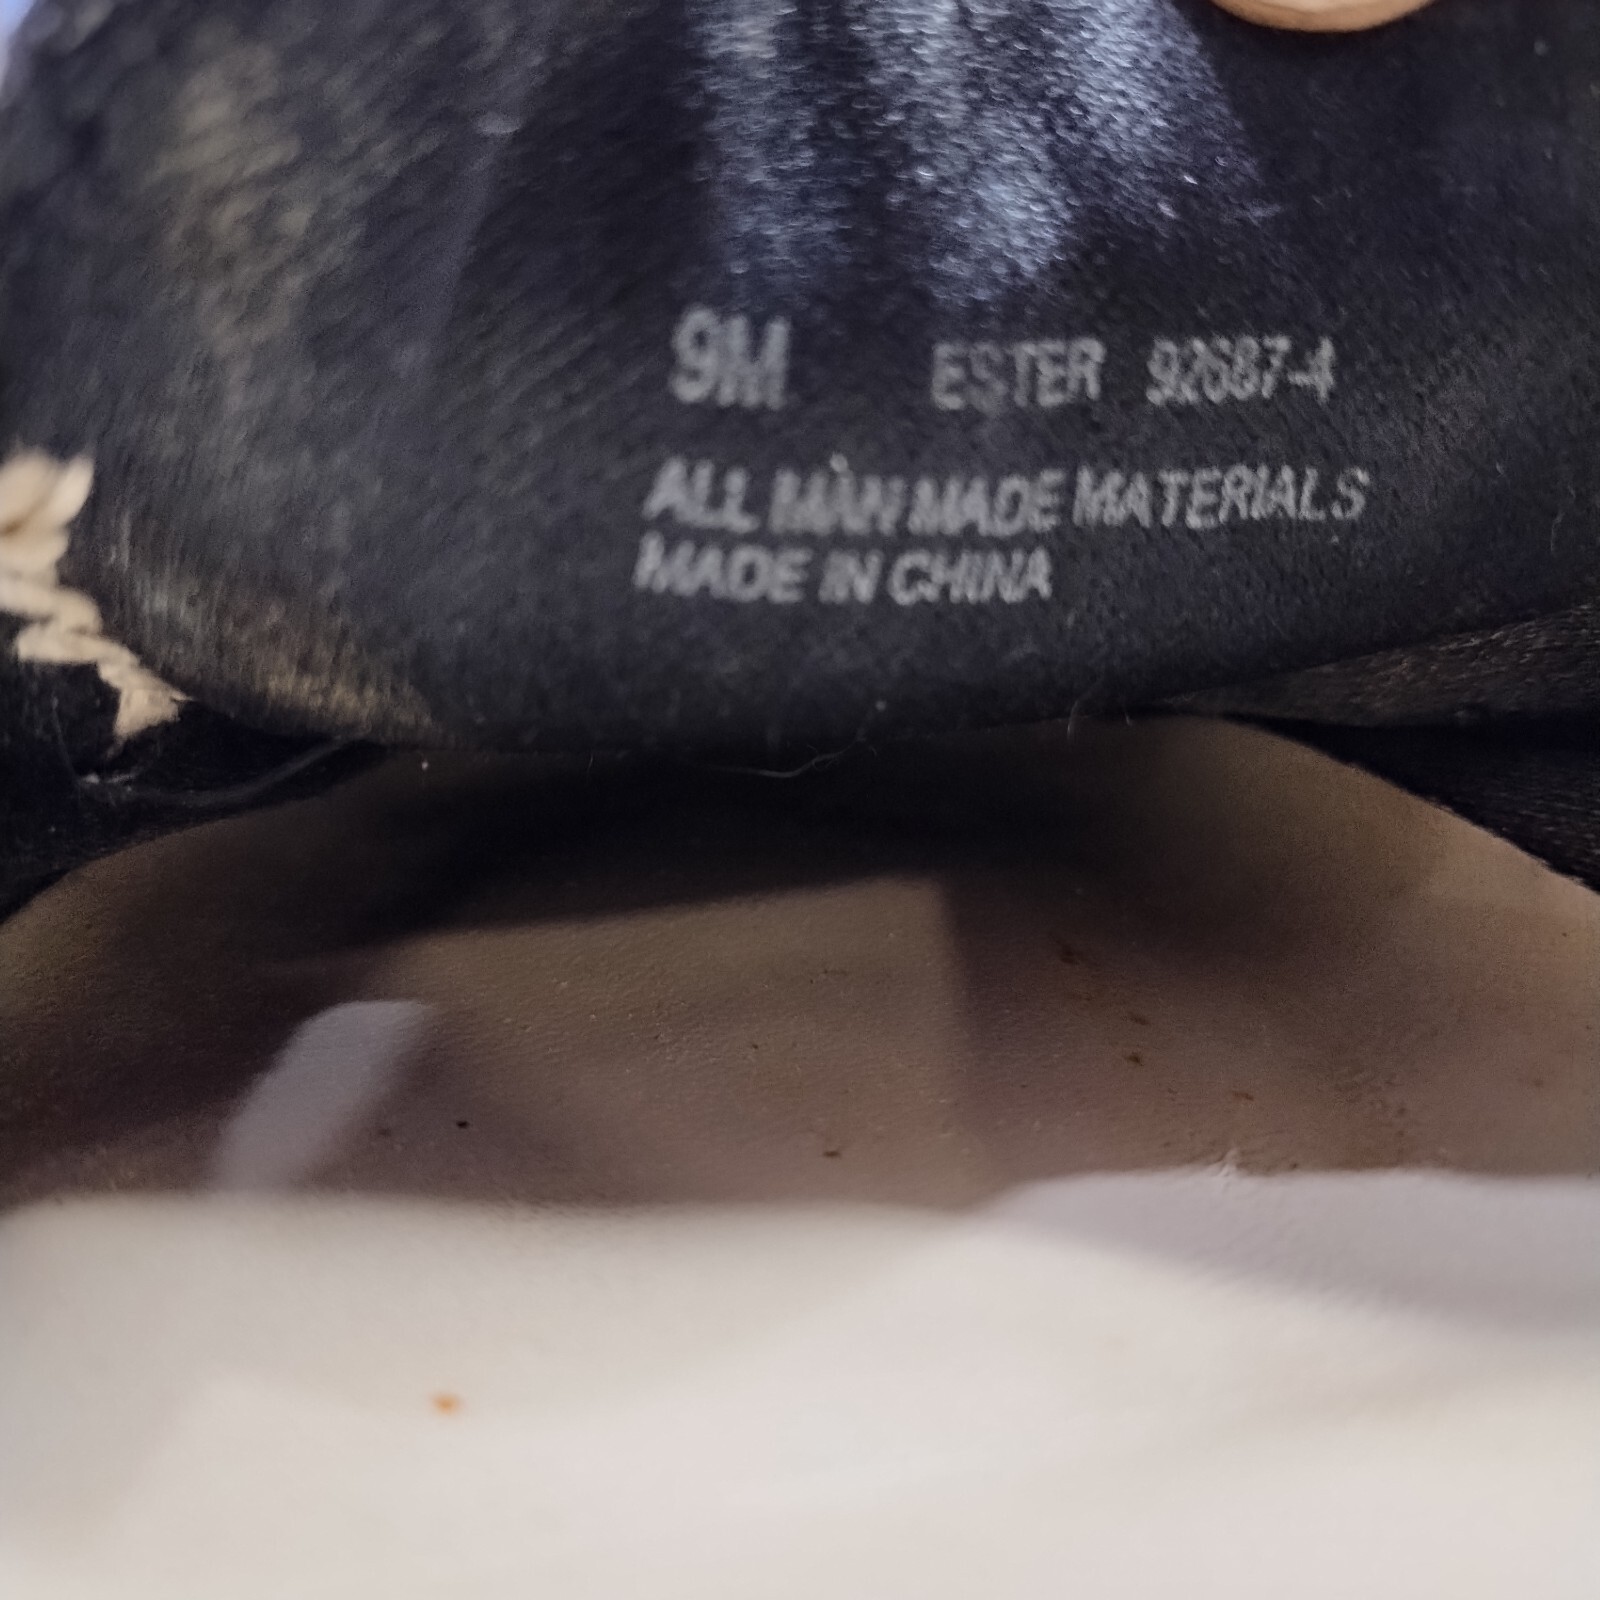 9M ESTER 92687-4
ALL MAN MADE MATERIALS
MADE IN CHINA